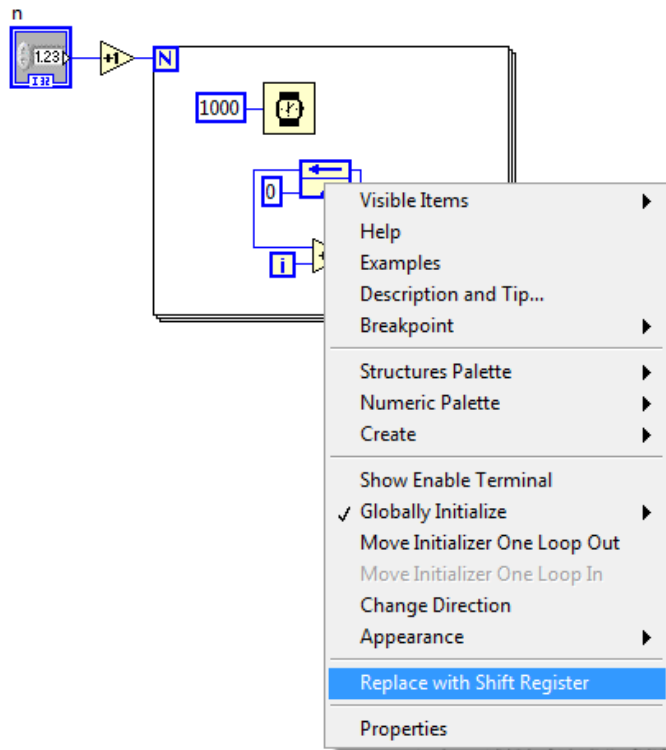 n
1.23
I32
+1
N
1000
0
i
+
Visible Items
Help
Examples
Description and Tip...
Breakpoint
Structures Palette
Numeric Palette
Create
Show Enable Terminal
✓ Globally Initialize
Move Initializer One Loop Out
Move Initializer One Loop In
Change Direction
Appearance
Replace with Shift Register
Properties